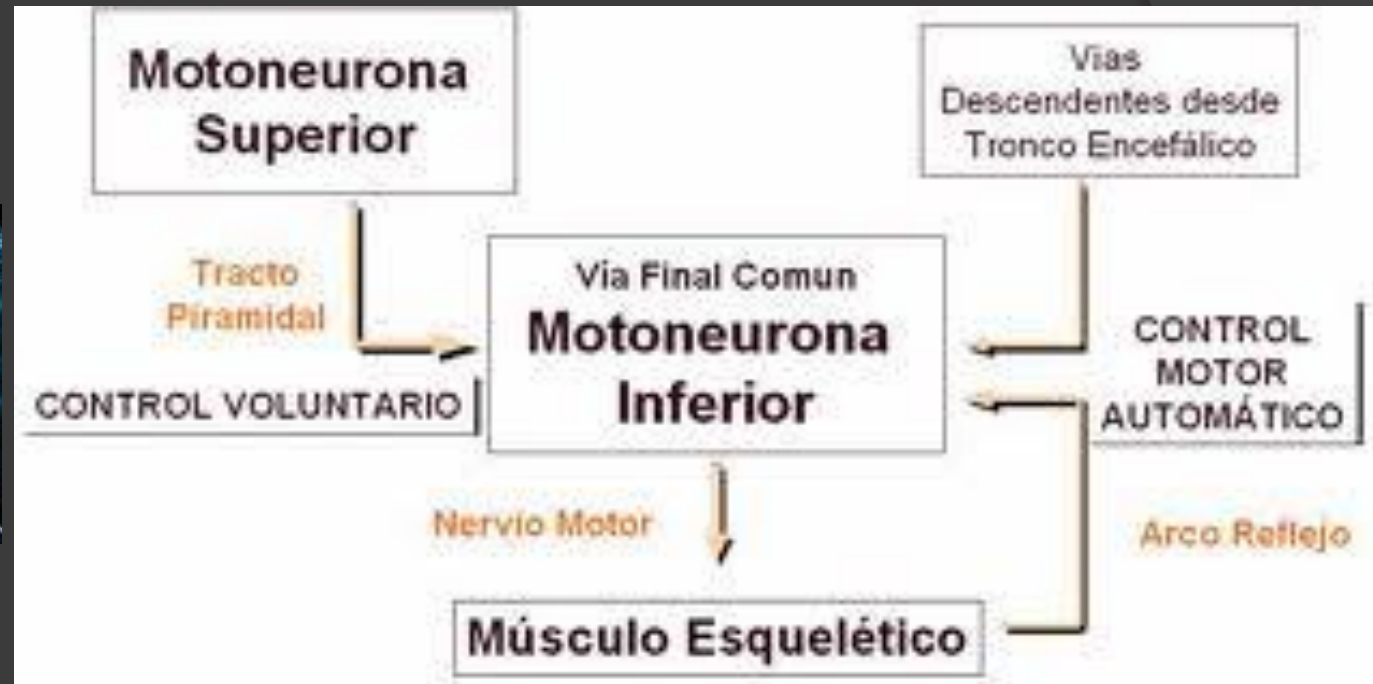 Motoneurona
Superior
Vias
Descendentes desde
Tronco Encefálico
Tracto
Piramidal
Via Final Comun
Motoneurona
Inferior
CONTROL
MOTOR
AUTOMÁTICO
CONTROL VOLUNTARIO
Nervio Motor
Arco Reflejo
Músculo Esquelético